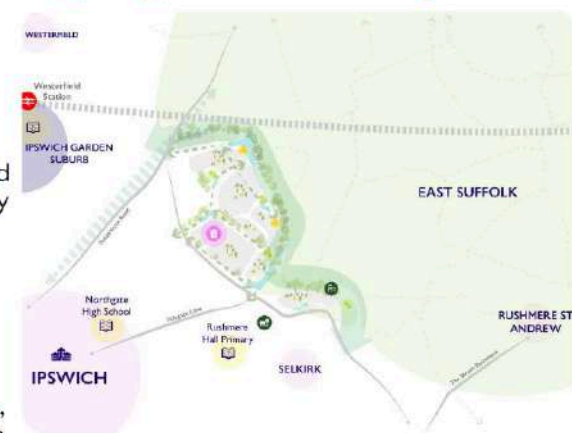 WESTERFIELD
Westerfield
Station
IPSWICH GARDEN
SUBURB
EAST SUFFOLK
Northgate
High School
Rushmere
Hall Primary
RUSHMERE ST
ANDREW
IPSWICH
SELKIRK